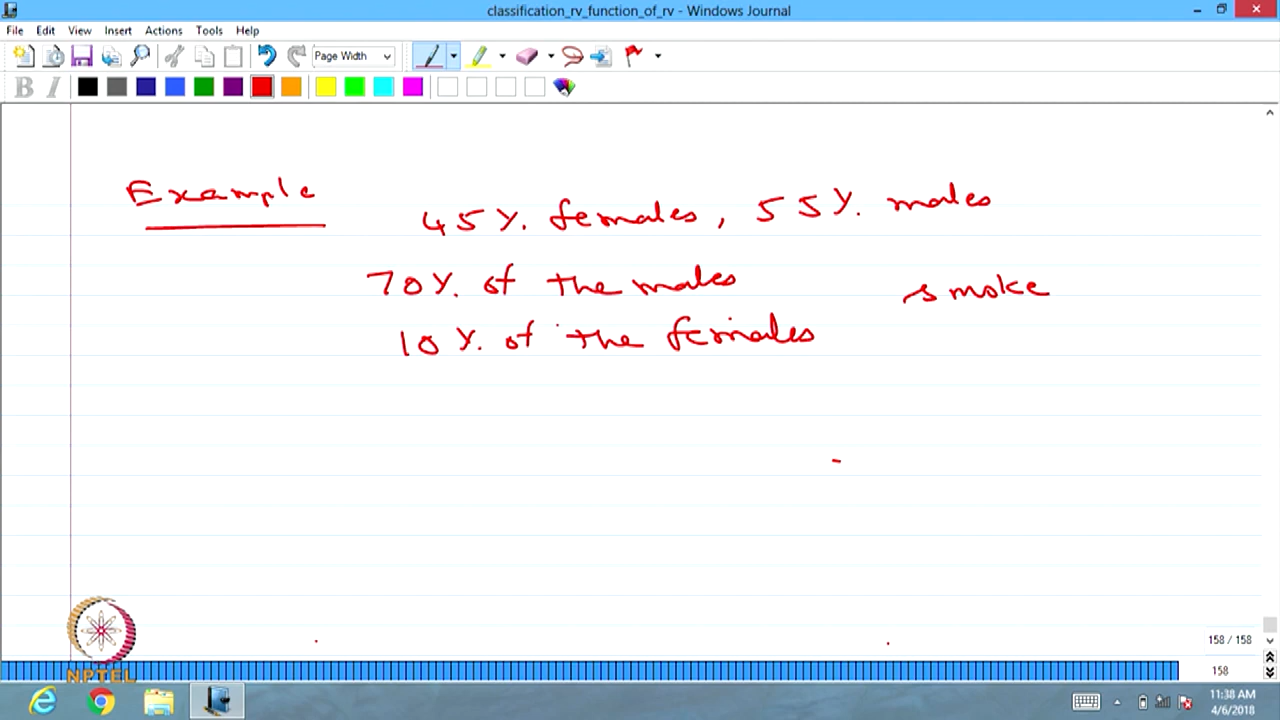 classification_rv_function_of_rv - Windows Journal
File Edit View Insert Actions Tools Help
Page Width
B I
Example
45%. females, 55%. males
70%. of the males smoke
10%. of the females
158 / 158
158
NPTEL
11:38 AM
4/6/2018